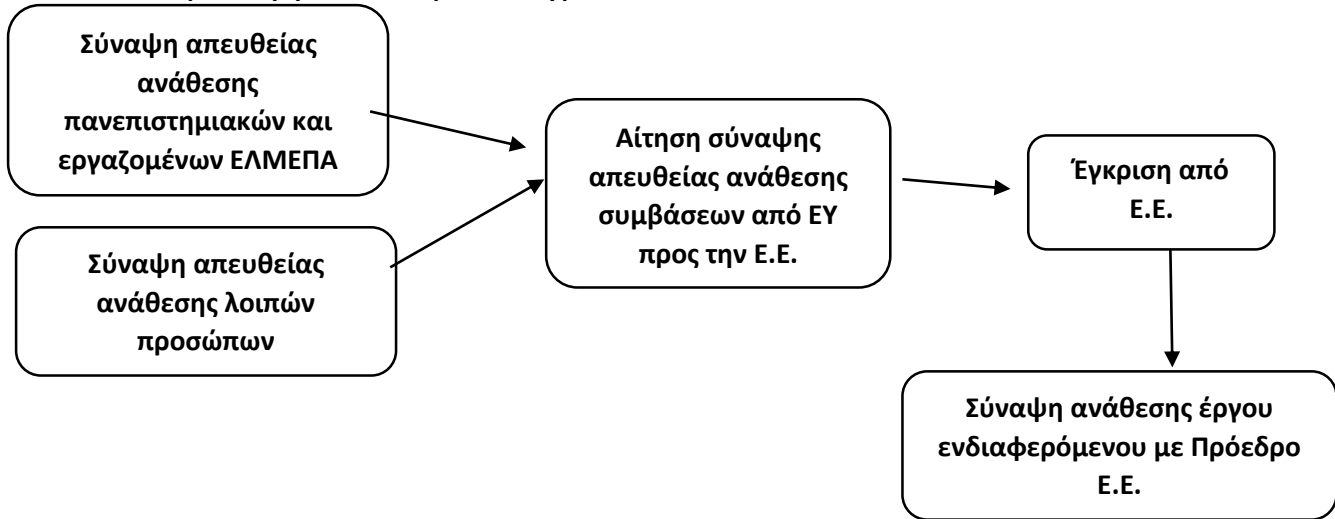 Σύναψη απευθείας
ανάθεσης
πανεπιστημιακών και
εργαζομένων ΕΛΜΕΠΑ
Σύναψη απευθείας
ανάθεσης λοιπών
προσώπων
Αίτηση σύναψης
απευθείας ανάθεσης
συμβάσεων από ΕΥ
προς την Ε.Ε.
Έγκριση από
Ε.Ε.
Σύναψη ανάθεσης έργου
ενδιαφερόμενου με Πρόεδρο
Ε.Ε.